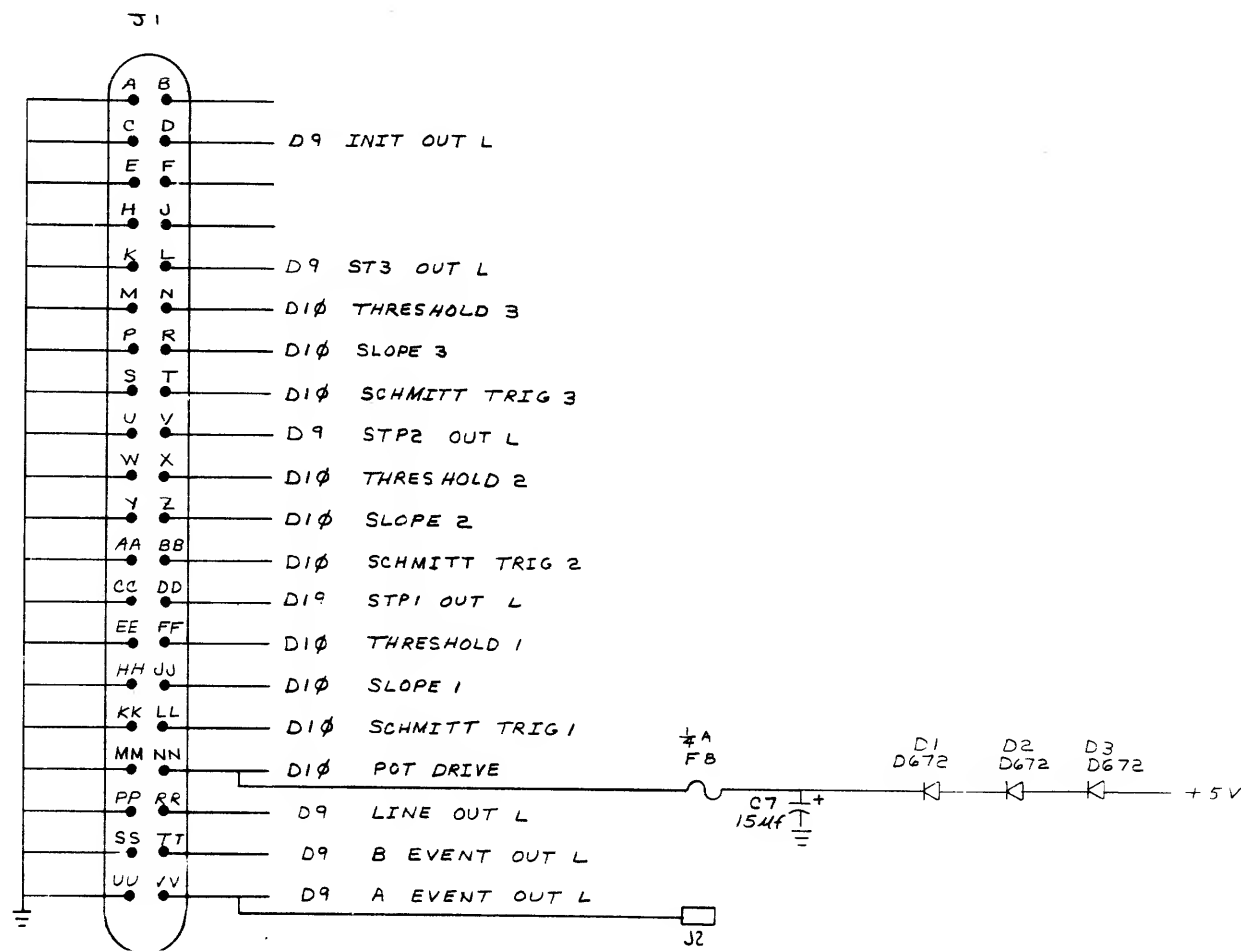 J1
A B
C D D9 INIT OUT L
E F
H J
K L D9 ST3 OUT L
M N D1Ø THRESHOLD 3
P R D1Ø SLOPE 3
S T D1Ø SCHMITT TRIG 3
U V D9 STP2 OUT L
W X D1Ø THRESHOLD 2
Y Z D1Ø SLOPE 2
AA BB D1Ø SCHMITT TRIG 2
CC DD D19 STP1 OUT L
EE FF D1Ø THRESHOLD 1
HH JJ D1Ø SLOPE 1
KK LL D1Ø SCHMITT TRIG 1
MM NN D1Ø POT DRIVE
1/4 A
FB
D1
D672
D2
D672
D3
D672
+5V
C7
15µf
+
PP RR D9 LINE OUT L
SS TT D9 B EVENT OUT L
UU VV D9 A EVENT OUT L
J2